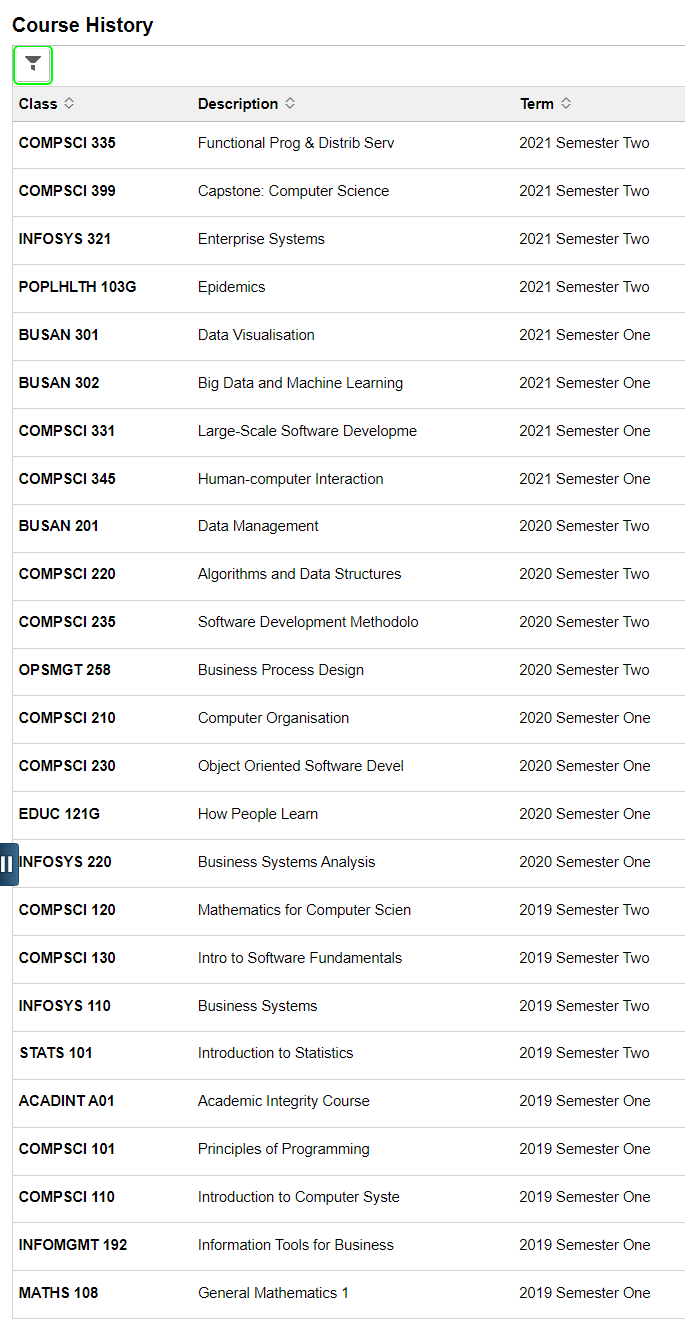 Course History
Class Description Term
COMPSCI 335 Functional Prog & Distrib Serv 2021 Semester Two
COMPSCI 399 Capstone: Computer Science 2021 Semester Two
INFOSYS 321 Enterprise Systems 2021 Semester Two
POPLHLTH 103G Epidemics 2021 Semester Two
BUSAN 301 Data Visualisation 2021 Semester One
BUSAN 302 Big Data and Machine Learning 2021 Semester One
COMPSCI 331 Large-Scale Software Developme 2021 Semester One
COMPSCI 345 Human-computer Interaction 2021 Semester One
BUSAN 201 Data Management 2020 Semester Two
COMPSCI 220 Algorithms and Data Structures 2020 Semester Two
COMPSCI 235 Software Development Methodolo 2020 Semester Two
OPSMGT 258 Business Process Design 2020 Semester Two
COMPSCI 210 Computer Organisation 2020 Semester One
COMPSCI 230 Object Oriented Software Devel 2020 Semester One
EDUC 121G How People Learn 2020 Semester One
INFOSYS 220 Business Systems Analysis 2020 Semester One
COMPSCI 120 Mathematics for Computer Scien 2019 Semester Two
COMPSCI 130 Intro to Software Fundamentals 2019 Semester Two
INFOSYS 110 Business Systems 2019 Semester Two
STATS 101 Introduction to Statistics 2019 Semester Two
ACADINT A01 Academic Integrity Course 2019 Semester One
COMPSCI 101 Principles of Programming 2019 Semester One
COMPSCI 110 Introduction to Computer Syste 2019 Semester One
INFOMGMT 192 Information Tools for Business 2019 Semester One
MATHS 108 General Mathematics 1 2019 Semester One